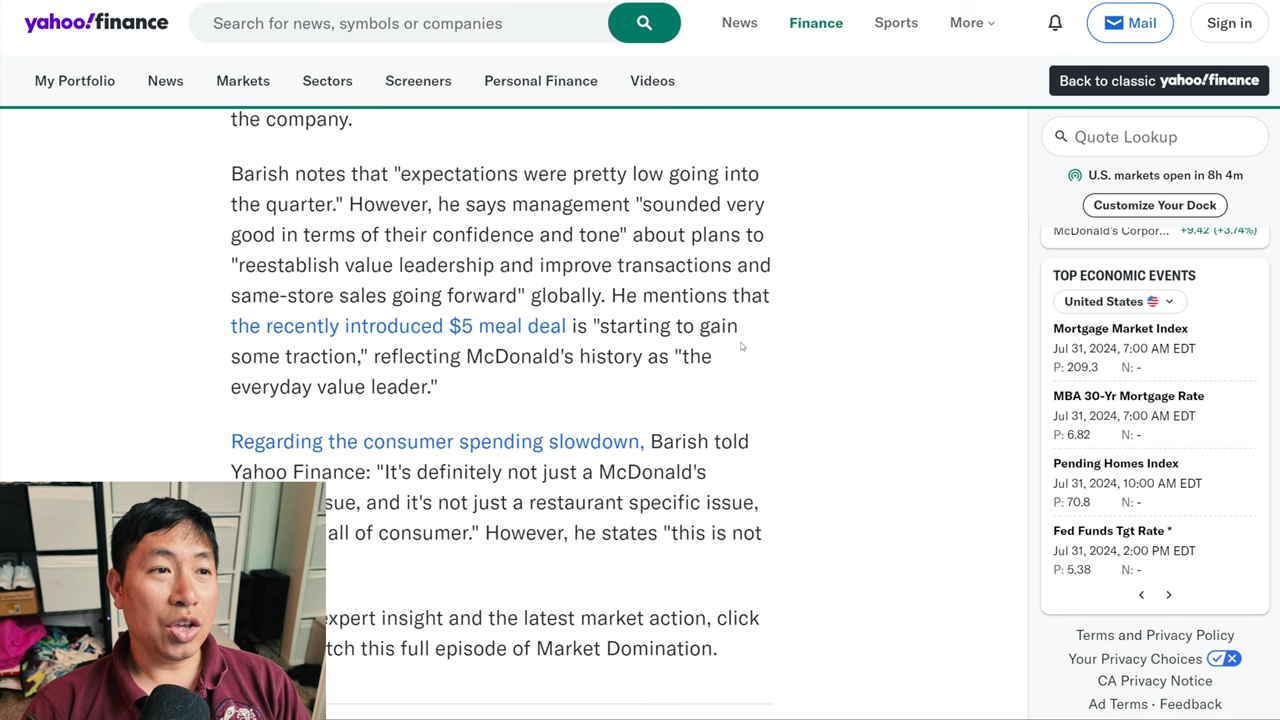 yahoo!finance
Search for news, symbols or companies
News
Finance
Sports
More
Mail
Sign in
My Portfolio
News
Markets
Sectors
Screeners
Personal Finance
Videos
Back to classic yahoo!finance
the company.
Barish notes that "expectations were pretty low going into
the quarter." However, he says management "sounded very
good in terms of their confidence and tone" about plans to
"reestablish value leadership and improve transactions and
same-store sales going forward" globally. He mentions that
the recently introduced $5 meal deal is "starting to gain
some traction," reflecting McDonald's history as "the
everyday value leader."
Regarding the consumer spending slowdown, Barish told
Yahoo Finance: "It's definitely not just a McDonald's
sue, and it's not just a restaurant specific issue,
all of consumer." However, he states "this is not
expert insight and the latest market action, click
tch this full episode of Market Domination.
Quote Lookup
U.S. markets open in 8h 4m
Customize Your Dock
McDonald's Corpor... +9.42 (+3.74%)
TOP ECONOMIC EVENTS
United States
Mortgage Market Index
Jul 31, 2024, 7:00 AM EDT
P: 209.3 N: -
MBA 30-Yr Mortgage Rate
Jul 31, 2024, 7:00 AM EDT
P: 6.82 N: -
Pending Homes Index
Jul 31, 2024, 10:00 AM EDT
P: 70.8 N: -
Fed Funds Tgt Rate *
Jul 31, 2024, 2:00 PM EDT
P: 5.38 N: -
Terms and Privacy Policy
Your Privacy Choices
CA Privacy Notice
Ad Terms · Feedback